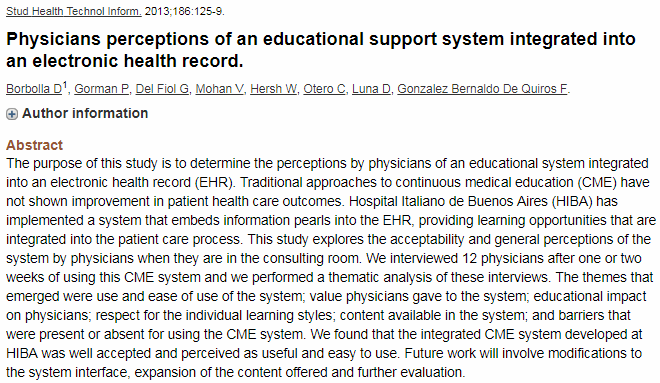 Stud Health Technol Inform. 2013;186:125-9.
Physicians perceptions of an educational support system integrated into
an electronic health record.
Borbolla D1, Gorman P, Del Fiol G, Mohan V, Hersh W, Otero C, Luna D, Gonzalez Bernaldo De Quiros F.
Author information
Abstract
The purpose of this study is to determine the perceptions by physicians of an educational system integrated
into an electronic health record (EHR). Traditional approaches to continuous medical education (CME) have
not shown improvement in patient health care outcomes. Hospital Italiano de Buenos Aires (HIBA) has
implemented a system that embeds information pearls into the EHR, providing learning opportunities that are
integrated into the patient care process. This study explores the acceptability and general perceptions of the
system by physicians when they are in the consulting room. We interviewed 12 physicians after one or two
weeks of using this CME system and we performed a thematic analysis of these interviews. The themes that
emerged were use and ease of use of the system; value physicians gave to the system; educational impact
on physicians; respect for the individual learning styles; content available in the system; and barriers that
were present or absent for using the CME system. We found that the integrated CME system developed at
HIBA was well accepted and perceived as useful and easy to use. Future work will involve modifications to
the system interface, expansion of the content offered and further evaluation.